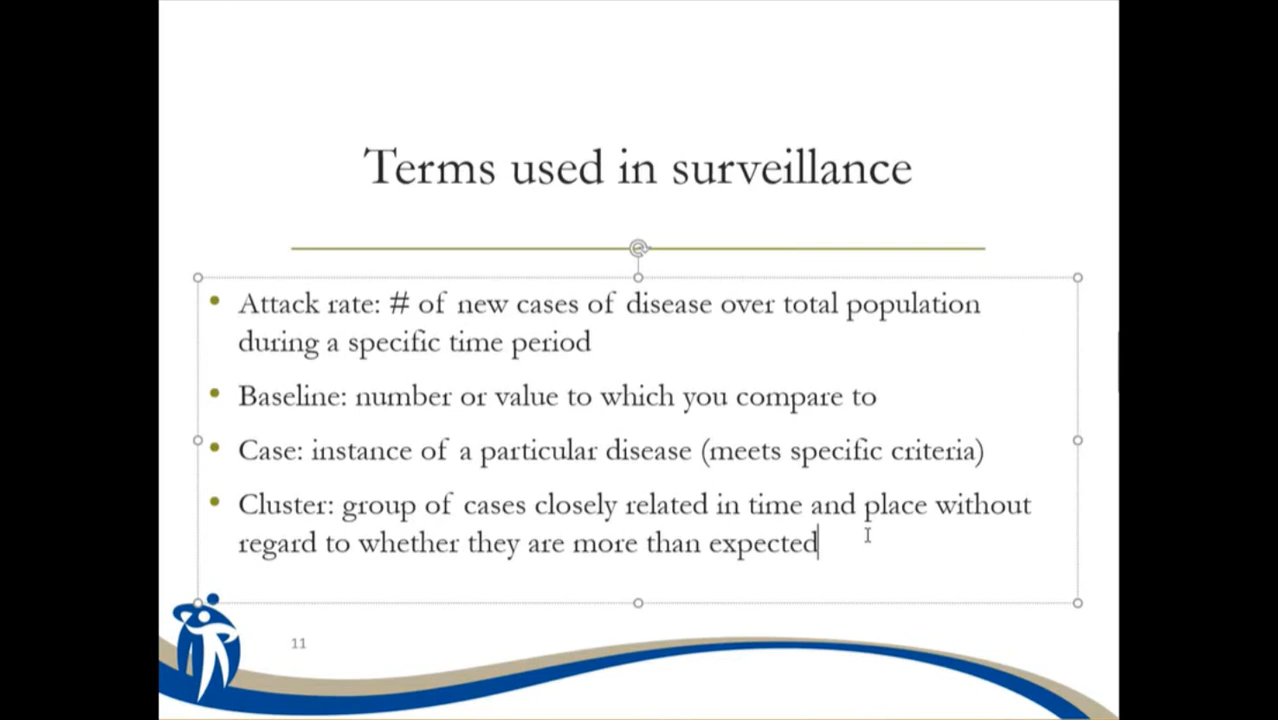 Terms used in surveillance
• Attack rate: # of new cases of disease over total population
during a specific time period
• Baseline: number or value to which you compare to
• Case: instance of a particular disease (meets specific criteria)
• Cluster: group of cases closely related in time and place without
regard to whether they are more than expected
11